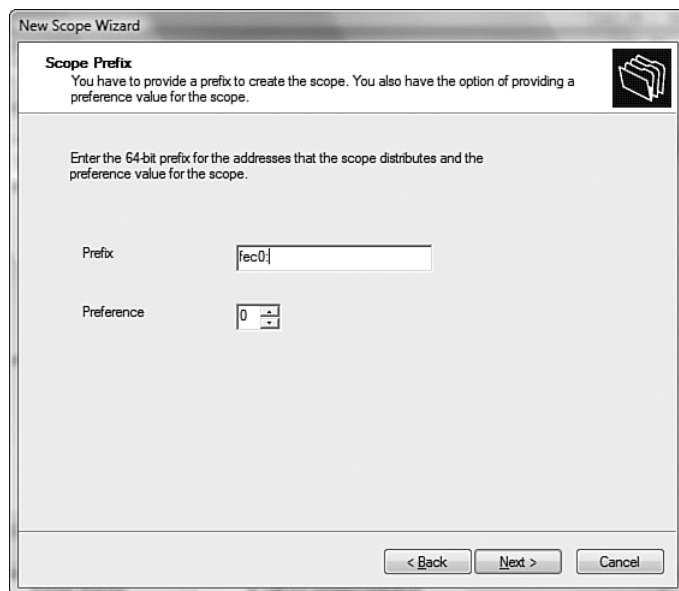 New Scope Wizard
Scope Prefix
You have to provide a prefix to create the scope. You also have the option of providing a
preference value for the scope.
Enter the 64-bit prefix for the addresses that the scope distributes and the
preference value for the scope.
Prefix
fec0:
Preference
0
< Back
Next >
Cancel